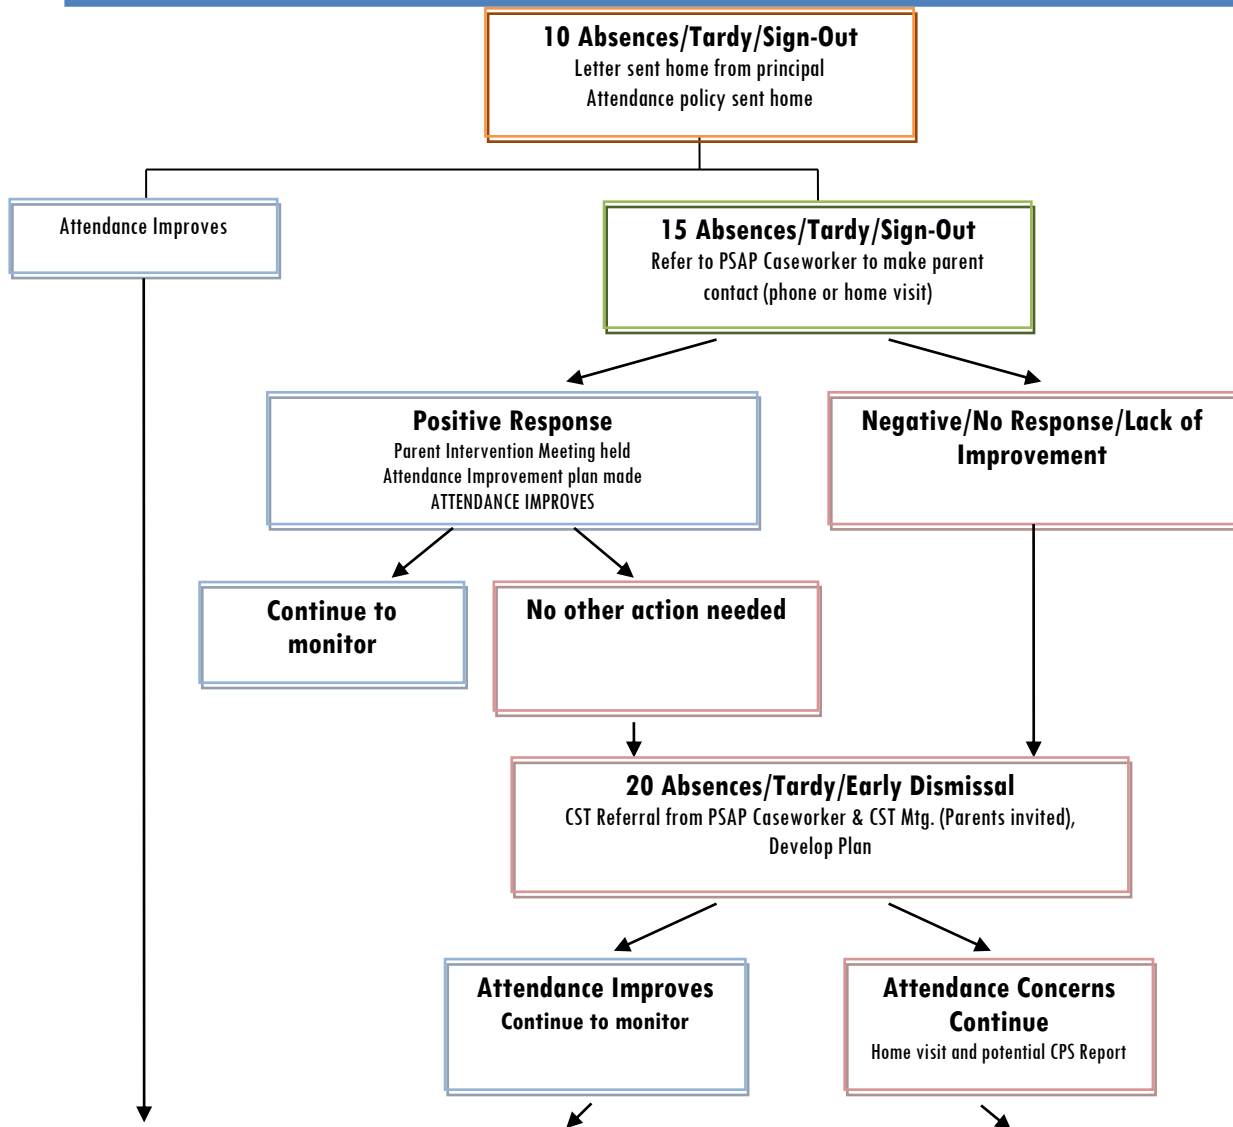 10 Absences/Tardy/Sign-Out
Letter sent home from principal
Attendance policy sent home
Attendance Improves
15 Absences/Tardy/Sign-Out
Refer to PSAP Caseworker to make parent
contact (phone or home visit)
Positive Response
Parent Intervention Meeting held
Attendance Improvement plan made
ATTENDANCE IMPROVES
Negative/No Response/Lack of
Improvement
Continue to
monitor
No other action needed
20 Absences/Tardy/Early Dismissal
CST Referral from PSAP Caseworker & CST Mtg. (Parents invited),
Develop Plan
Attendance Improves
Continue to monitor
Attendance Concerns
Continue
Home visit and potential CPS Report